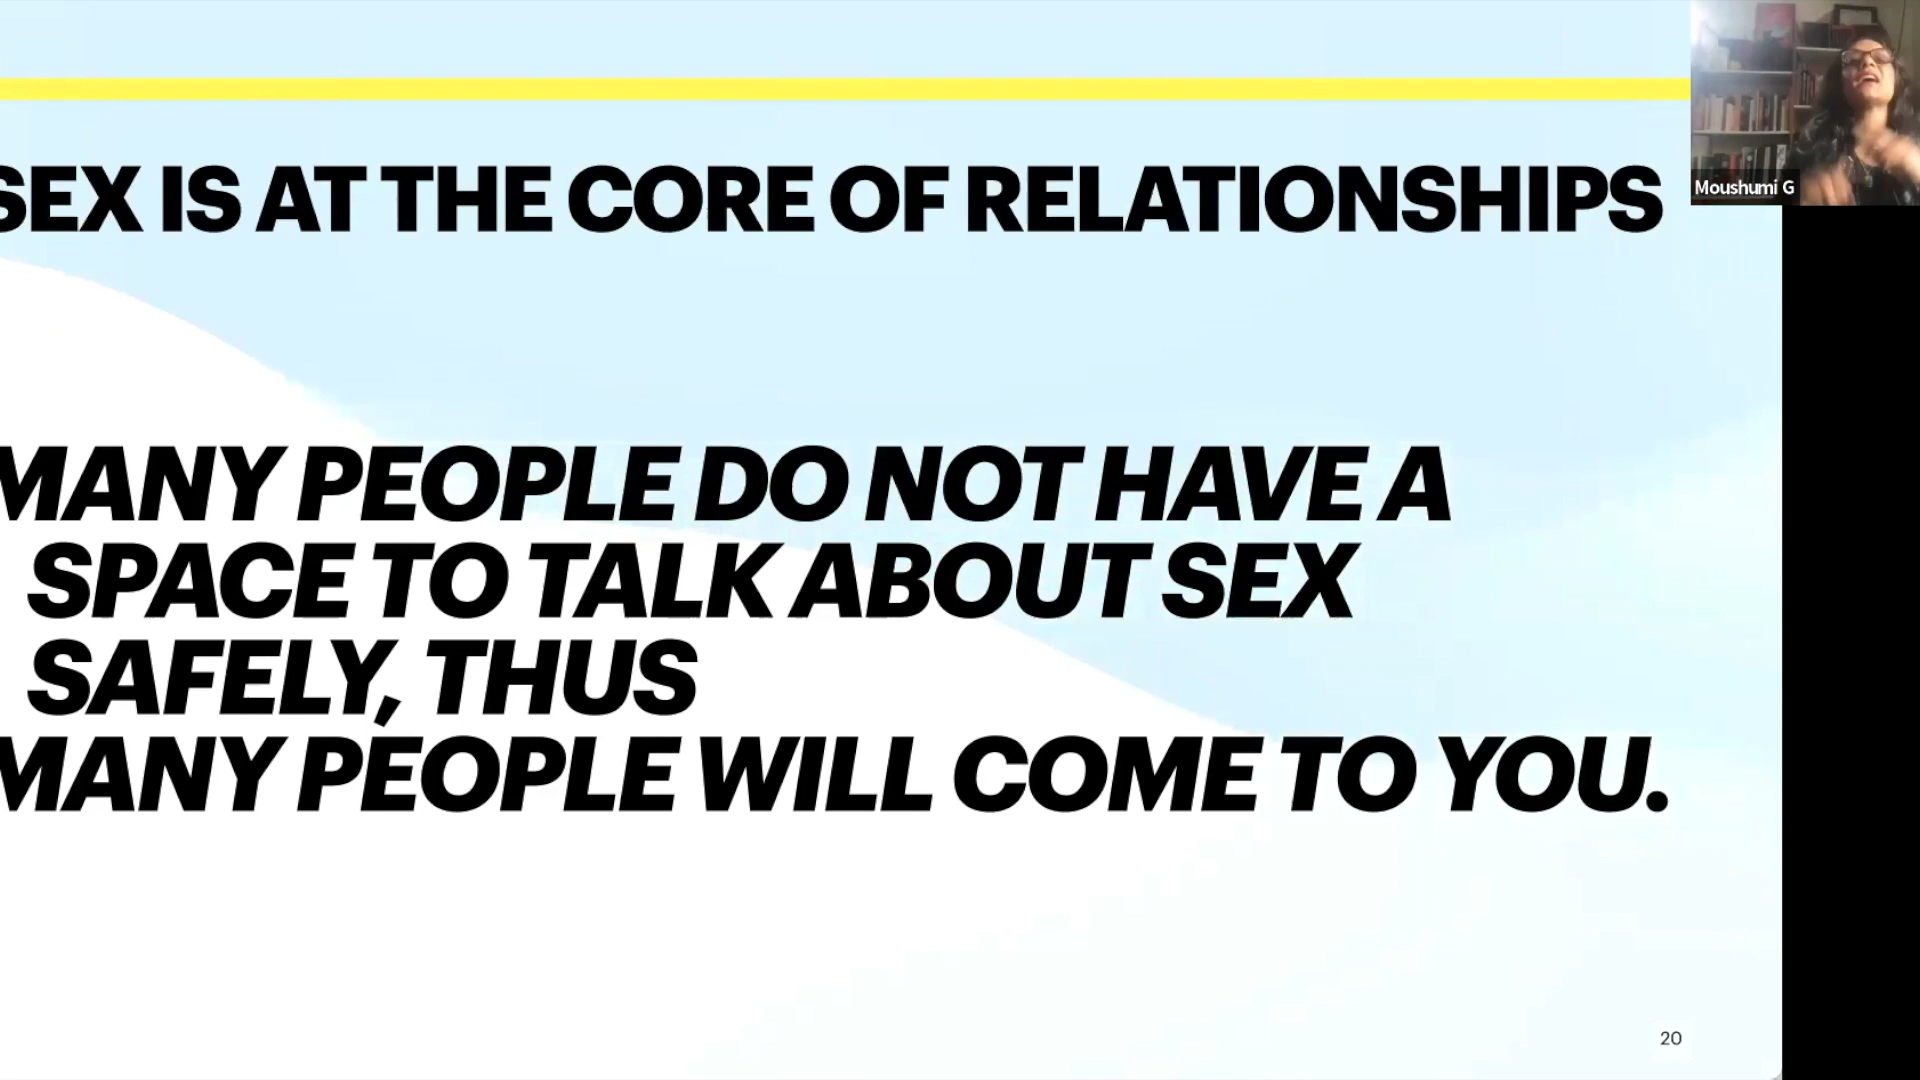 SEX IS AT THE CORE OF RELATIONSHIPS
Moushumi G
MANY PEOPLE DO NOT HAVE A
SPACE TO TALK ABOUT SEX
SAFELY, THUS
MANY PEOPLE WILL COME TO YOU.
20